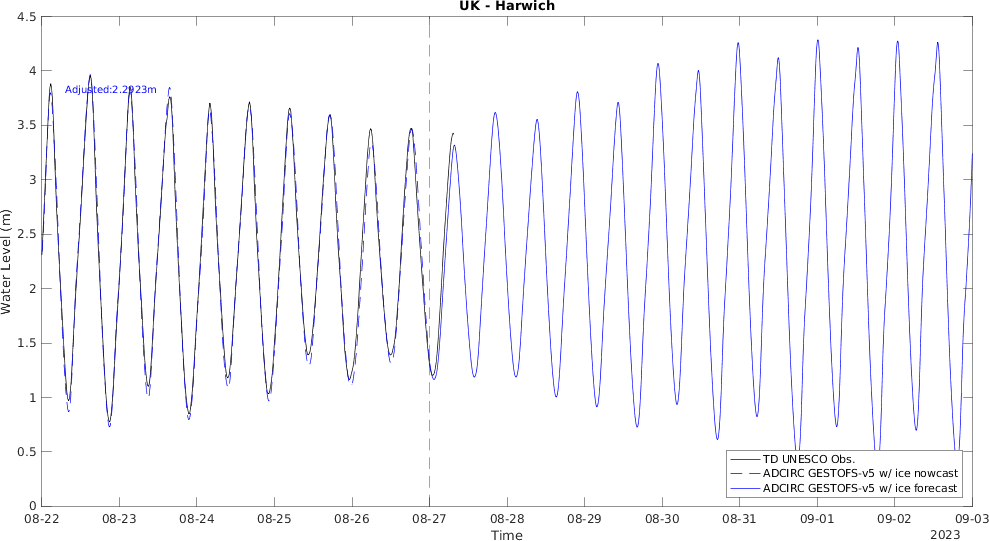 UK - Harwich
4.5
4
3.5
3
2.5
2
1.5
1
0.5
0
Water Level (m)
Adjusted:2.2923m
TD UNESCO Obs.
ADCIRC GESTOFS-v5 w/ ice nowcast
ADCIRC GESTOFS-v5 w/ ice forecast
08-22 08-23 08-24 08-25 08-26 08-27 08-28 08-29 08-30 08-31 09-01 09-02 09-03
Time
2023